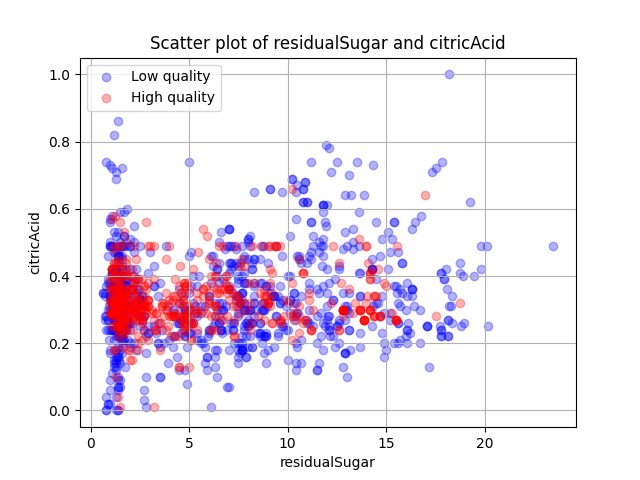 Scatter plot of residualSugar and citricAcid
Low quality
High quality
citricAcid
1.0
0.8
0.6
0.4
0.2
0.0
0 5 10 15 20
residualSugar